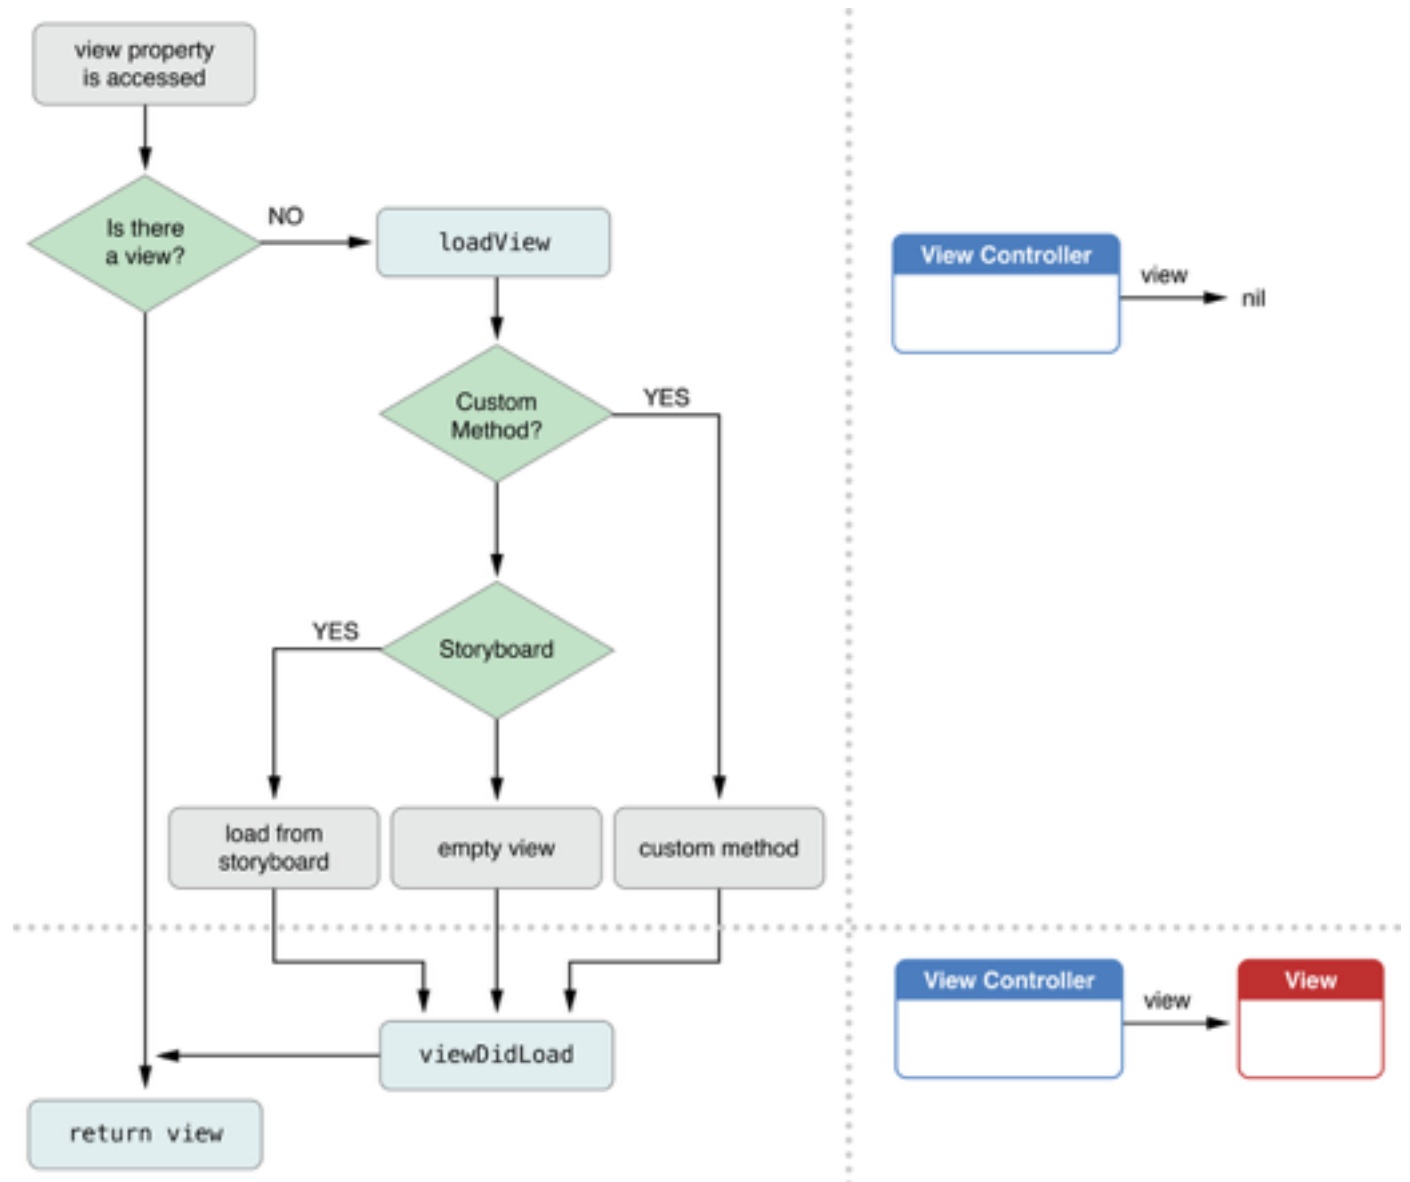 view property
is accessed
Is there
a view?
NO
loadView
Custom
Method?
YES
Storyboard
YES
load from
storyboard
empty view
custom method
viewDidLoad
return view
View Controller
view
nil
View Controller
view
View